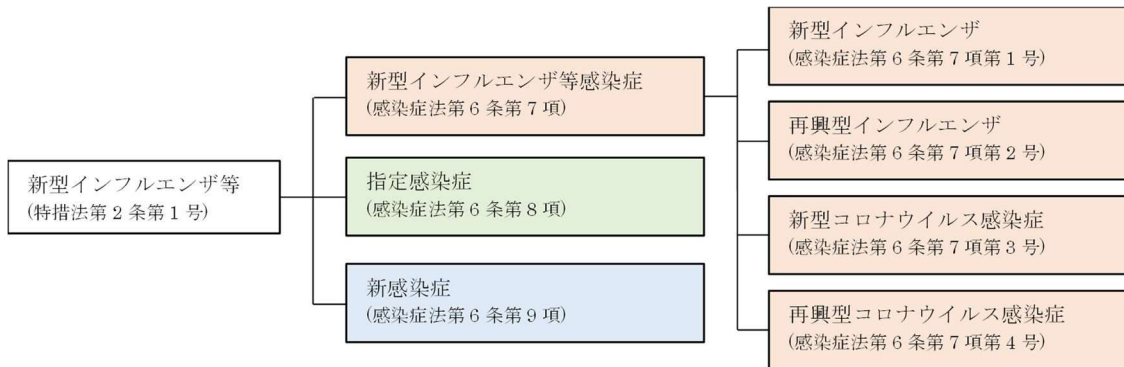 新型インフルエンザ等
(特措法第2条第1号)
新型インフルエンザ等感染症
(感染症法第6条第7項)
指定感染症
(感染症法第6条第8項)
新感染症
(感染症法第6条第9項)
新型インフルエンザ
(感染症法第6条第7項第1号)
再興型インフルエンザ
(感染症法第6条第7項第2号)
新型コロナウイルス感染症
(感染症法第6条第7項第3号)
再興型コロナウイルス感染症
(感染症法第6条第7項第4号)